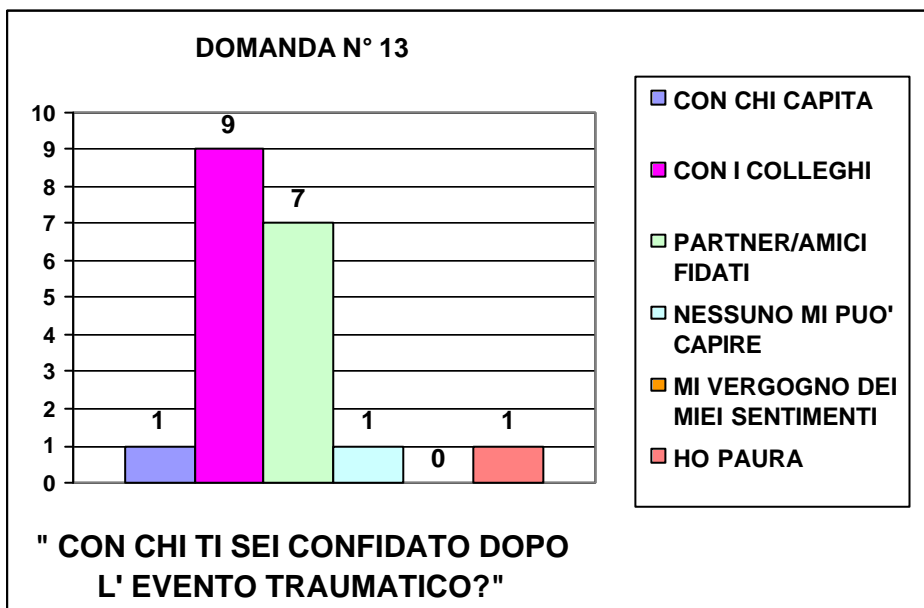 DOMANDA N° 13
10
9
8
7
6
5
4
3
2
1
0
1
9
7
1
0
1
CON CHI CAPITA
CON I COLLEGHI
PARTNER/AMICI
FIDATI
NESSUNO MI PUO'
CAPIRE
MI VERGOGNO DEI
MIEI SENTIMENTI
HO PAURA
" CON CHI TI SEI CONFIDATO DOPO
L' EVENTO TRAUMATICO?"